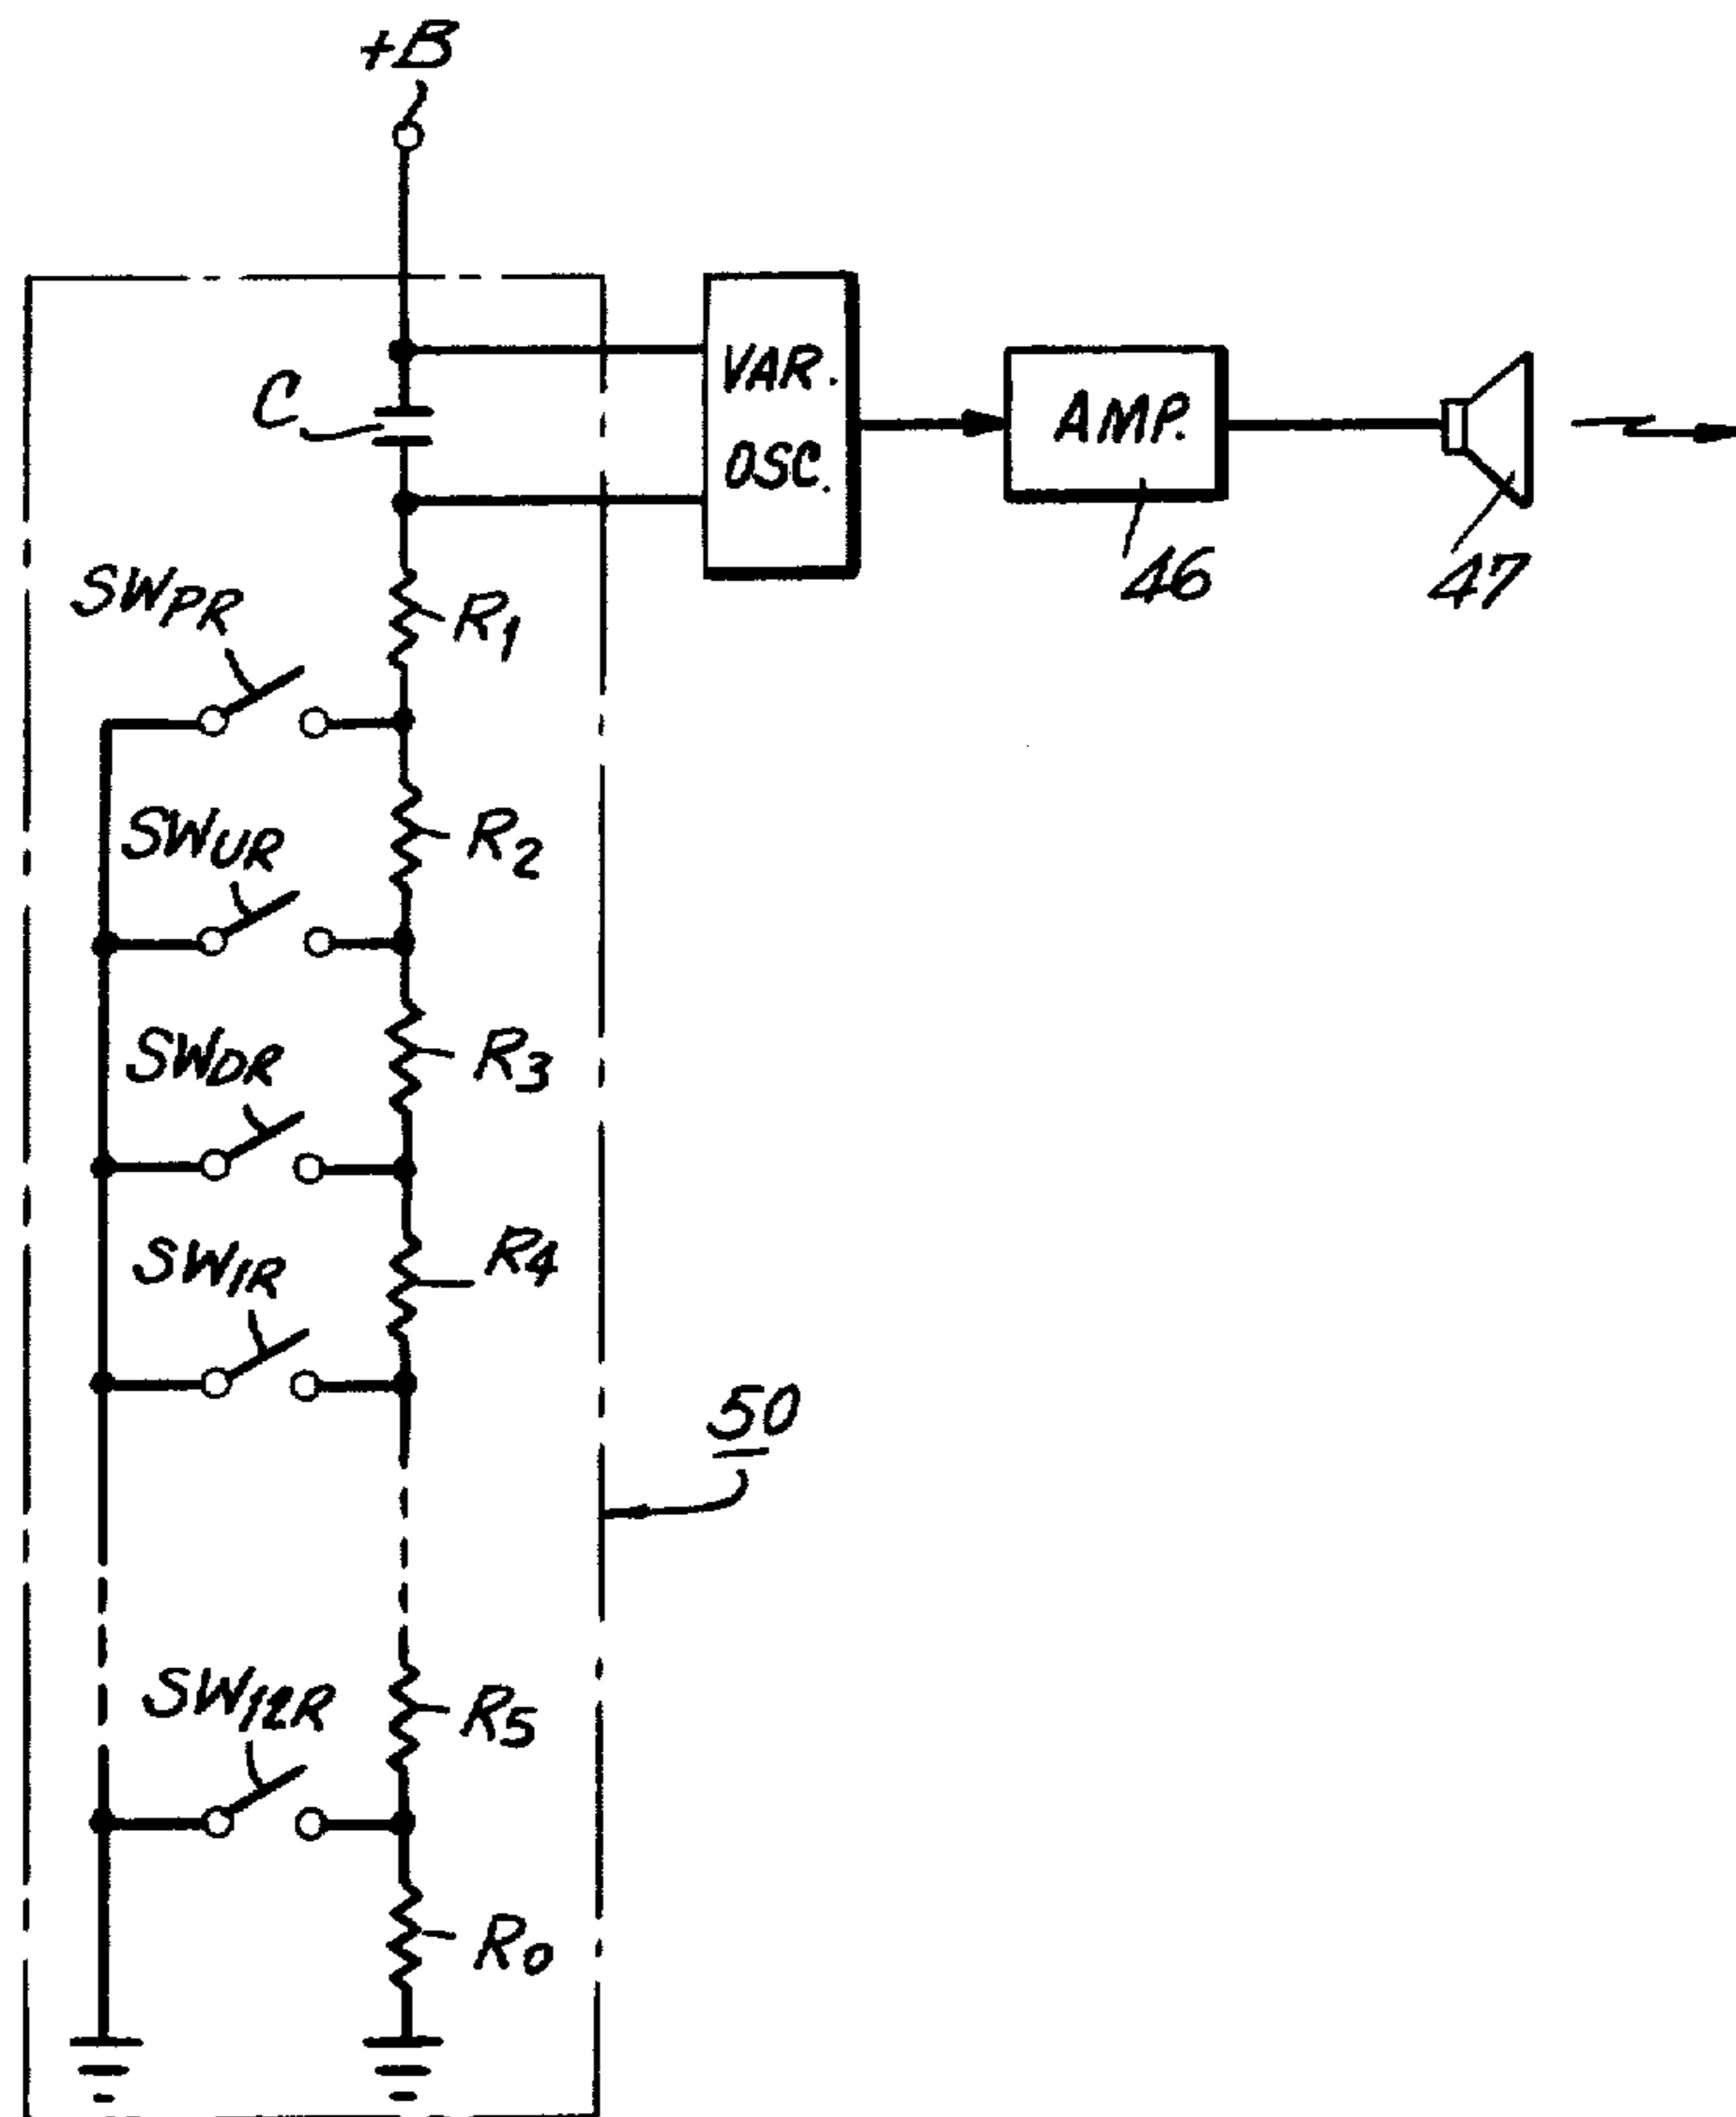 +B
C
VAR.
OSC.
AMP.
46
47
SWPR
R1
SWUR
R2
SWDR
R3
SWIR
R4
50
SW12R
R5
R0